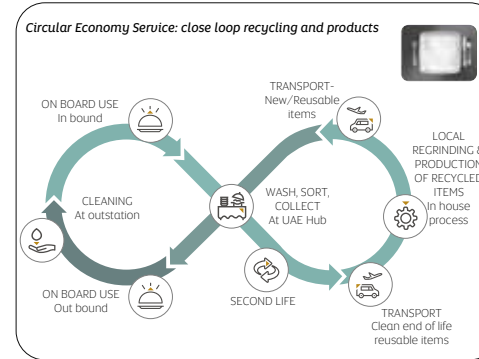 Circular Economy Service: close loop recycling and products
ON BOARD USE
In bound
TRANSPORT-
New/Reusable
items
LOCAL
REGRINDING &
PRODUCTION
OF RECYCLED
ITEMS
In house
process
CLEANING
At outstation
WASH, SORT,
COLLECT
At UAE Hub
ON BOARD USE
Out bound
SECOND LIFE
TRANSPORT
Clean end of life
reusable items